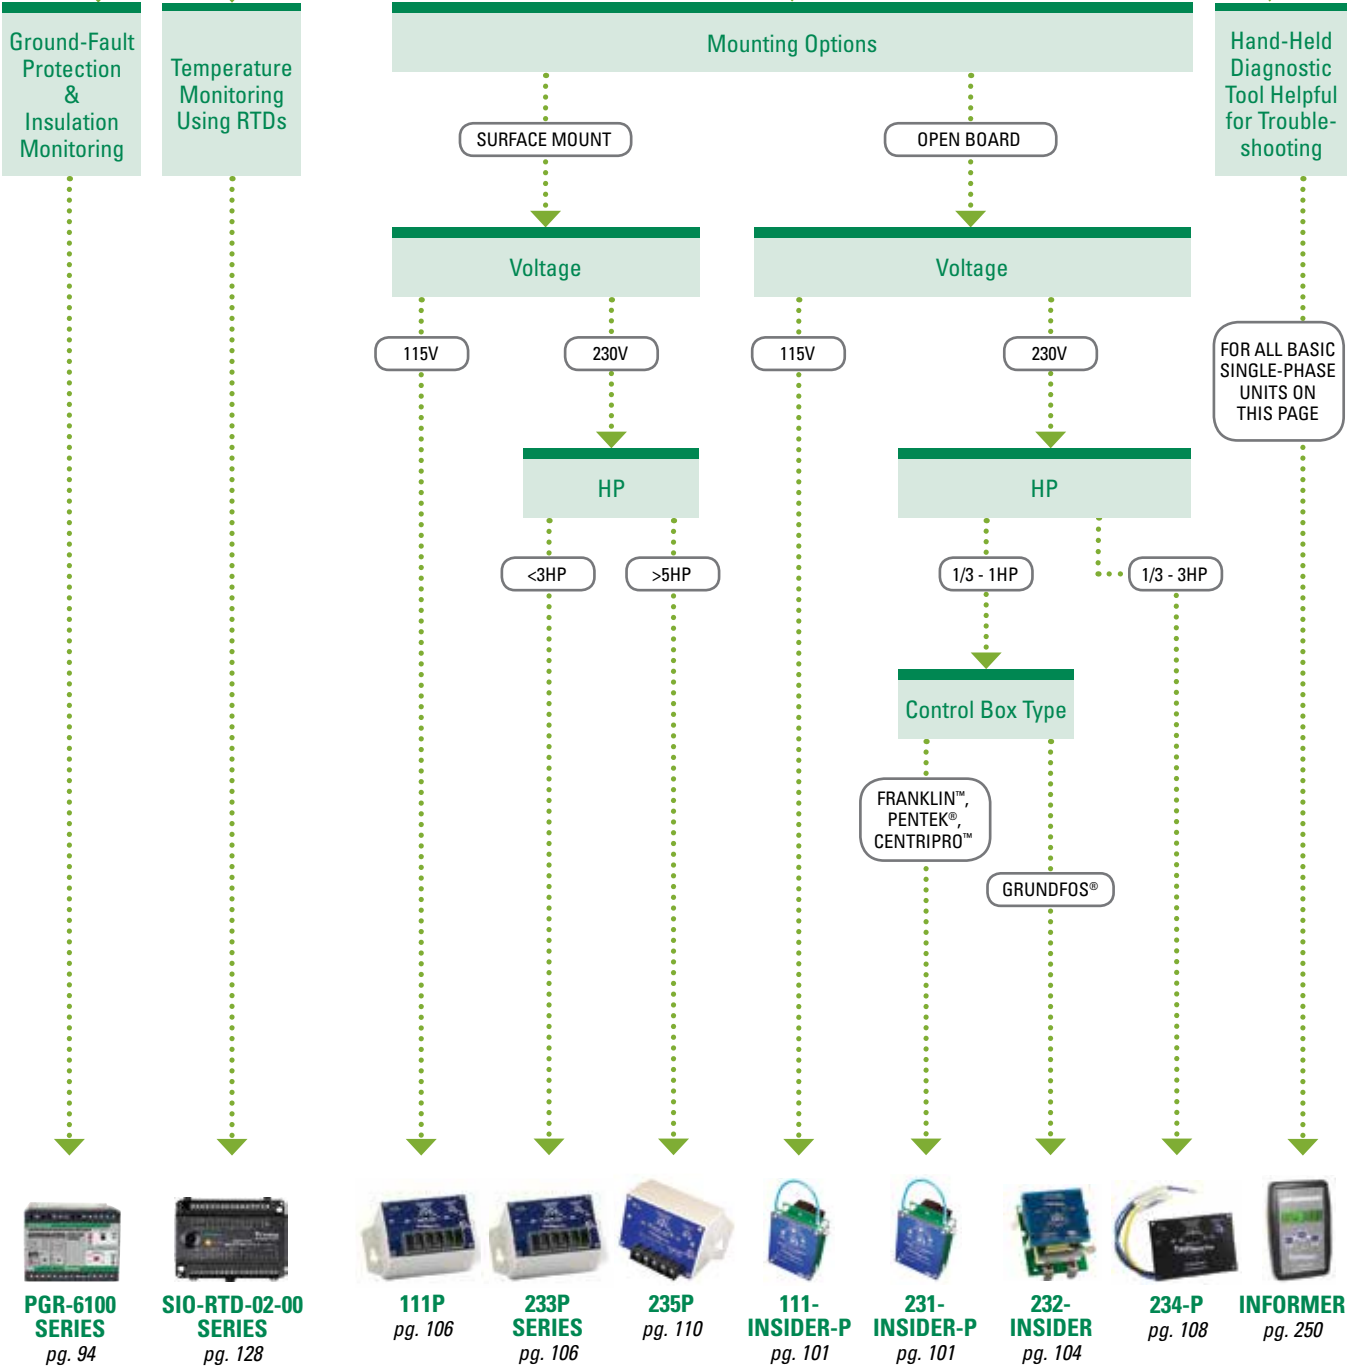 Ground-Fault
Protection
&
Insulation
Monitoring
Temperature
Monitoring
Using RTDs
Mounting Options
Hand-Held
Diagnostic
Tool Helpful
for Trouble-
shooting
SURFACE MOUNT
OPEN BOARD
Voltage
Voltage
115V
230V
115V
230V
FOR ALL BASIC
SINGLE-PHASE
UNITS ON
THIS PAGE
HP
HP
<3HP
>5HP
1/3 - 1HP
1/3 - 3HP
Control Box Type
FRANKLIN™,
PENTEK®,
CENTRIPRO™
GRUNDFOS®
PGR-6100
SERIES
pg. 94
SIO-RTD-02-00
SERIES
pg. 128
111P
pg. 106
233P
SERIES
pg. 106
235P
pg. 110
111-
INSIDER-P
pg. 101
231-
INSIDER-P
pg. 101
232-
INSIDER
pg. 104
234-P
pg. 108
INFORMER
pg. 250